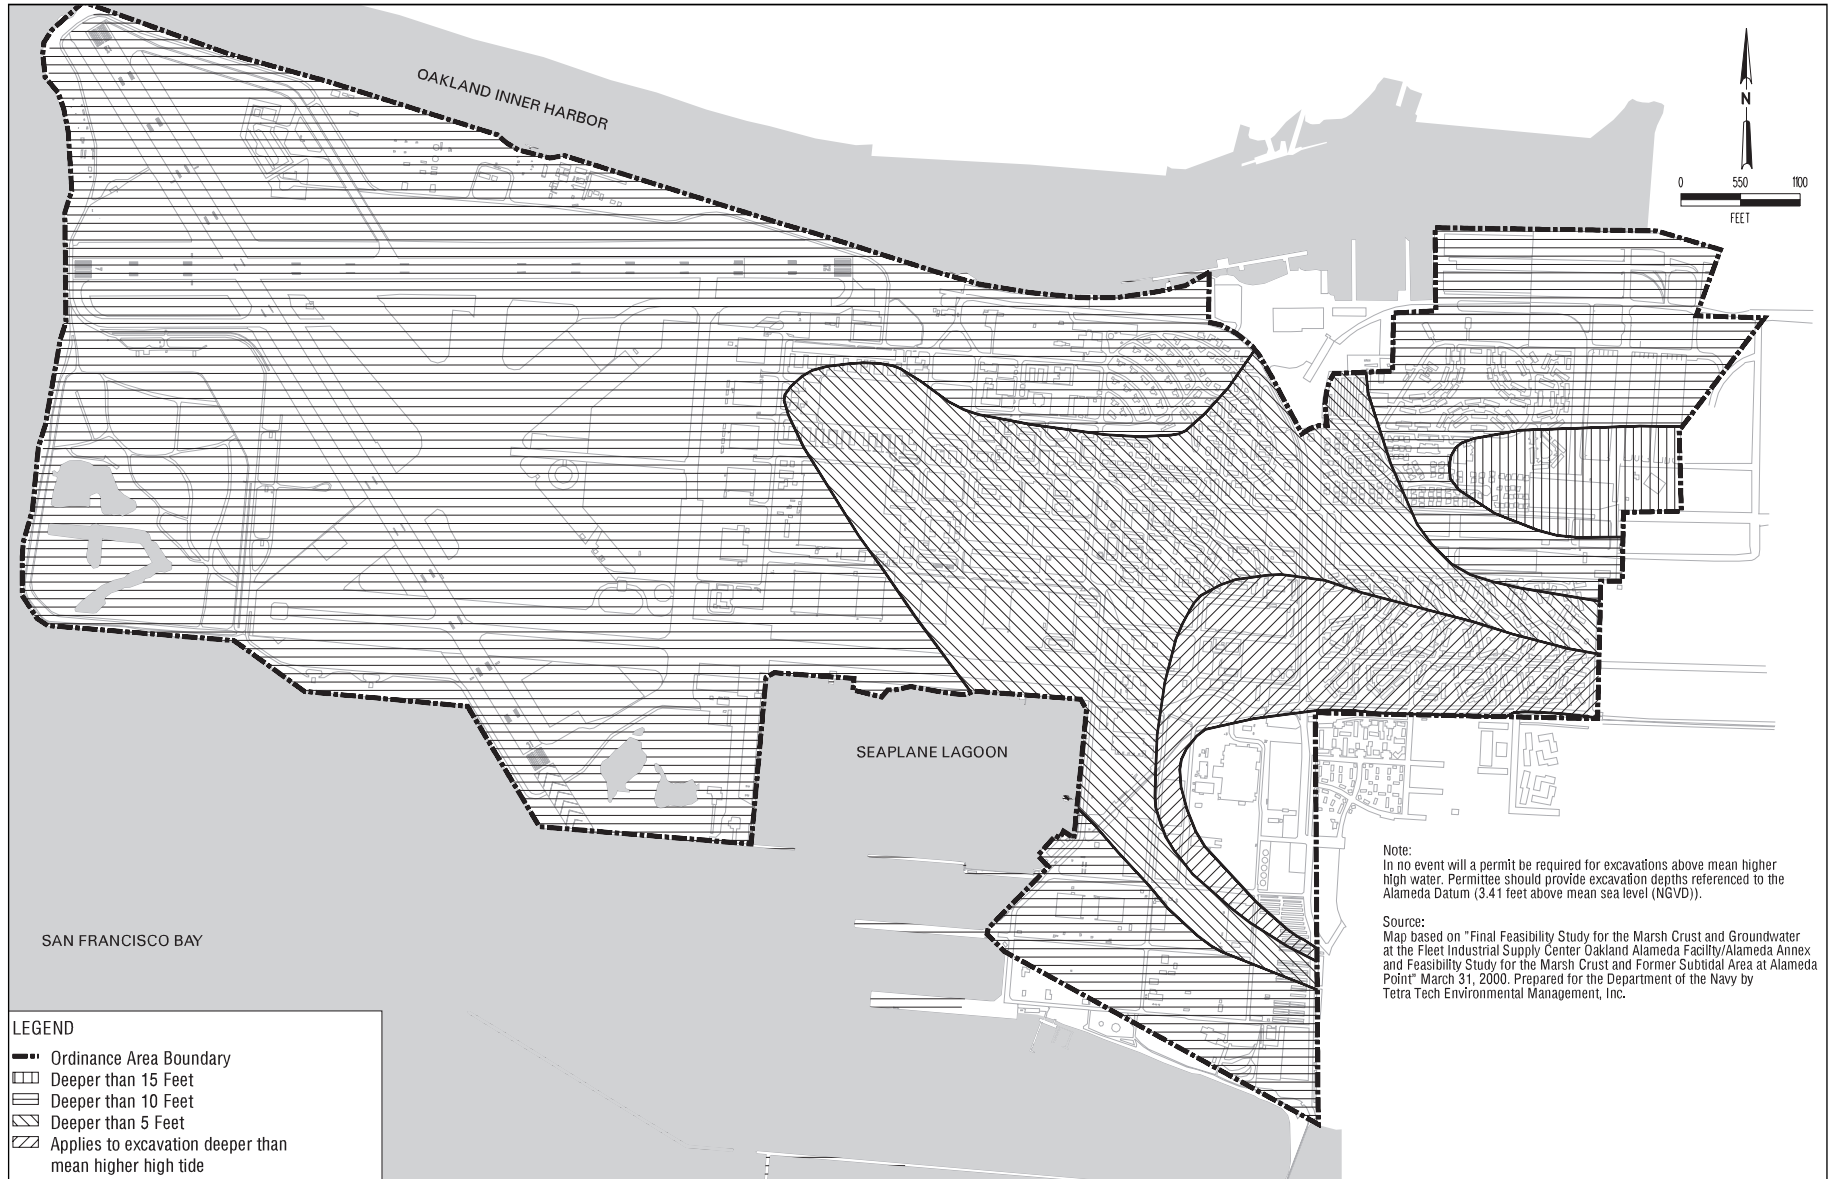 OAKLAND INNER HARBOR
N
0 550 1100
FEET
SEAPLANE LAGOON
SAN FRANCISCO BAY
Note:
In no event will a permit be required for excavations above mean higher
high water. Permittee should provide excavation depths referenced to the
Alameda Datum (3.41 feet above mean sea level (NGVD)).
Source:
Map based on "Final Feasibility Study for the Marsh Crust and Groundwater
at the Fleet Industrial Supply Center Oakland Alameda Facilty/Alameda Annex
and Feasibility Study for the Marsh Crust and Former Subtidal Area at Alameda
Point" March 31, 2000. Prepared for the Department of the Navy by
Tetra Tech Environmental Management, Inc.
LEGEND
Ordinance Area Boundary
Deeper than 15 Feet
Deeper than 10 Feet
Deeper than 5 Feet
Applies to excavation deeper than
mean higher high tide